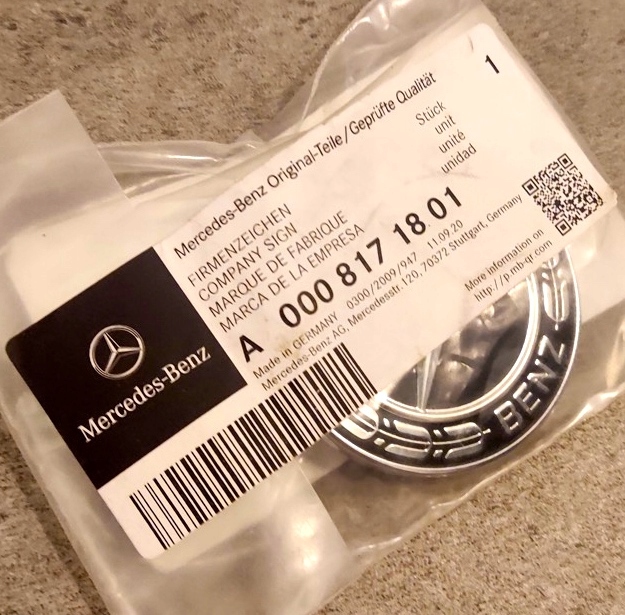 Mercedes-Benz Original-Teile/Geprüfte Qualität
1
Stück
unit
unité
unidad
FIRMENZEICHEN
COMPANY SIGN
MARQUE DE FABRIQUE
MARCA DE LA EMPRESA
A 000 817 18 01
Made in GERMANY 0300/2009/947 11.09.20
Mercedes-Benz AG, Mercedesstr. 120, 70372 Stuttgart, Germany
More information on
http://p.mb-qr.com
Mercedes-Benz
BENZ